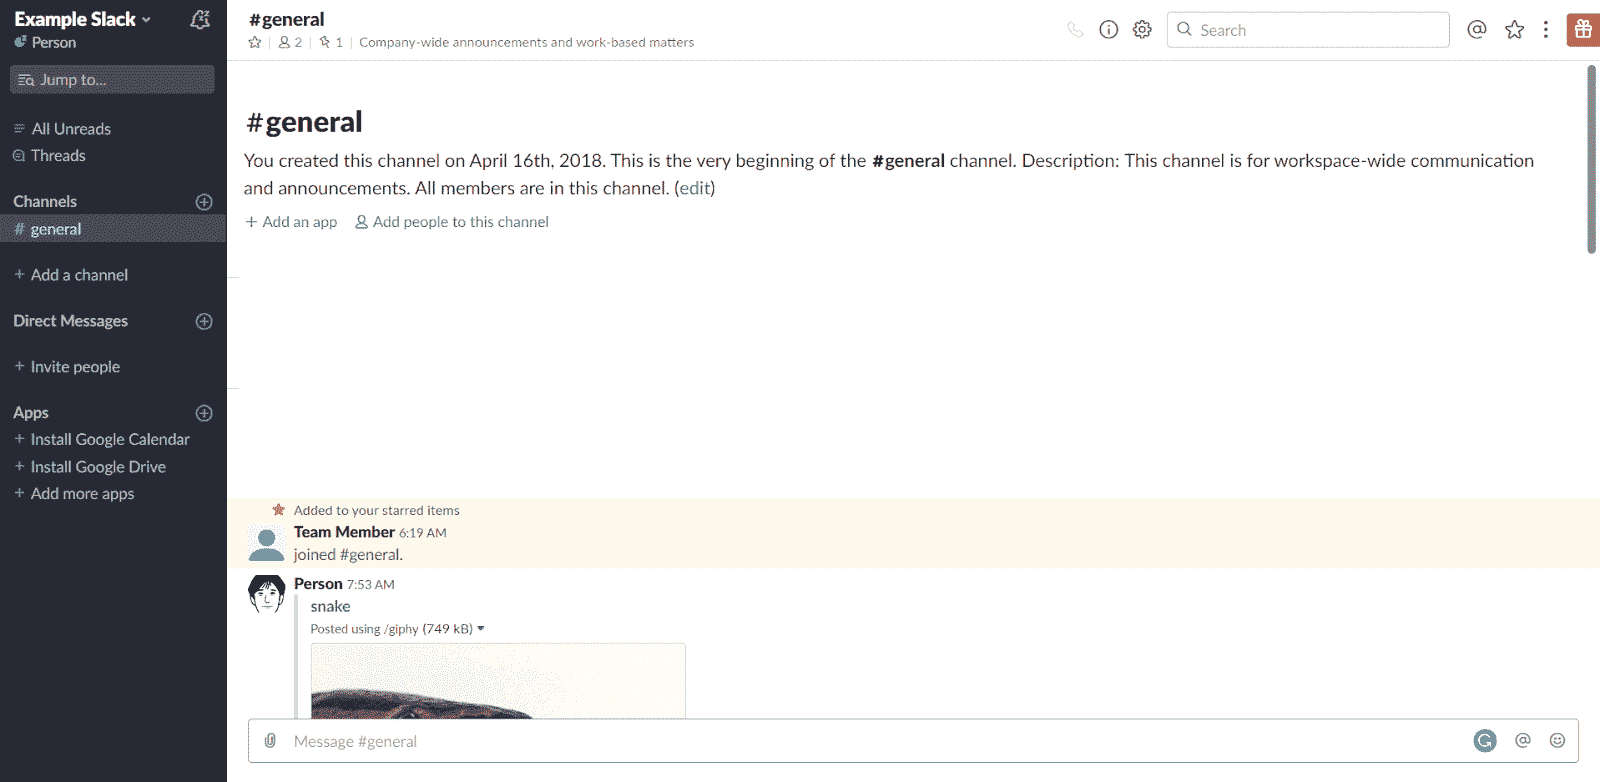 Example Slack
Person
Jump to...
All Unreads
Threads
Channels
# general
+ Add a channel
Direct Messages
+ Invite people
Apps
+ Install Google Calendar
+ Install Google Drive
+ Add more apps
#general
2 | 1 | Company-wide announcements and work-based matters
Search
#general
You created this channel on April 16th, 2018. This is the very beginning of the #general channel. Description: This channel is for workspace-wide communication
and announcements. All members are in this channel. (edit)
+ Add an app Add people to this channel
Added to your starred items
Team Member 6:19 AM
joined #general.
Person 7:53 AM
snake
Posted using /giphy (749 kB)
Message #general